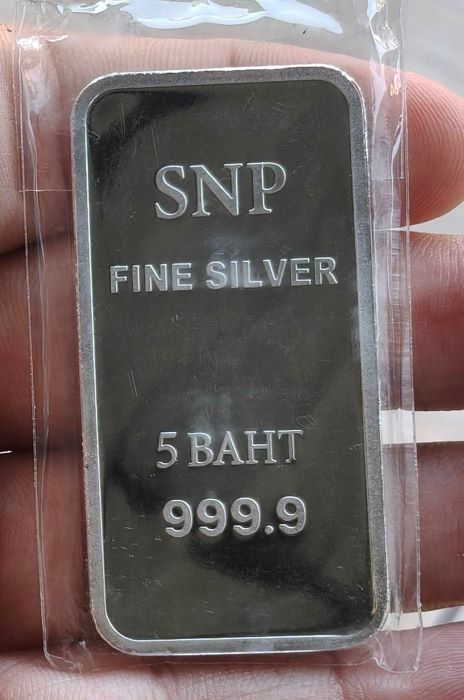 SNP
FINE SILVER
5 BAHT
999.9